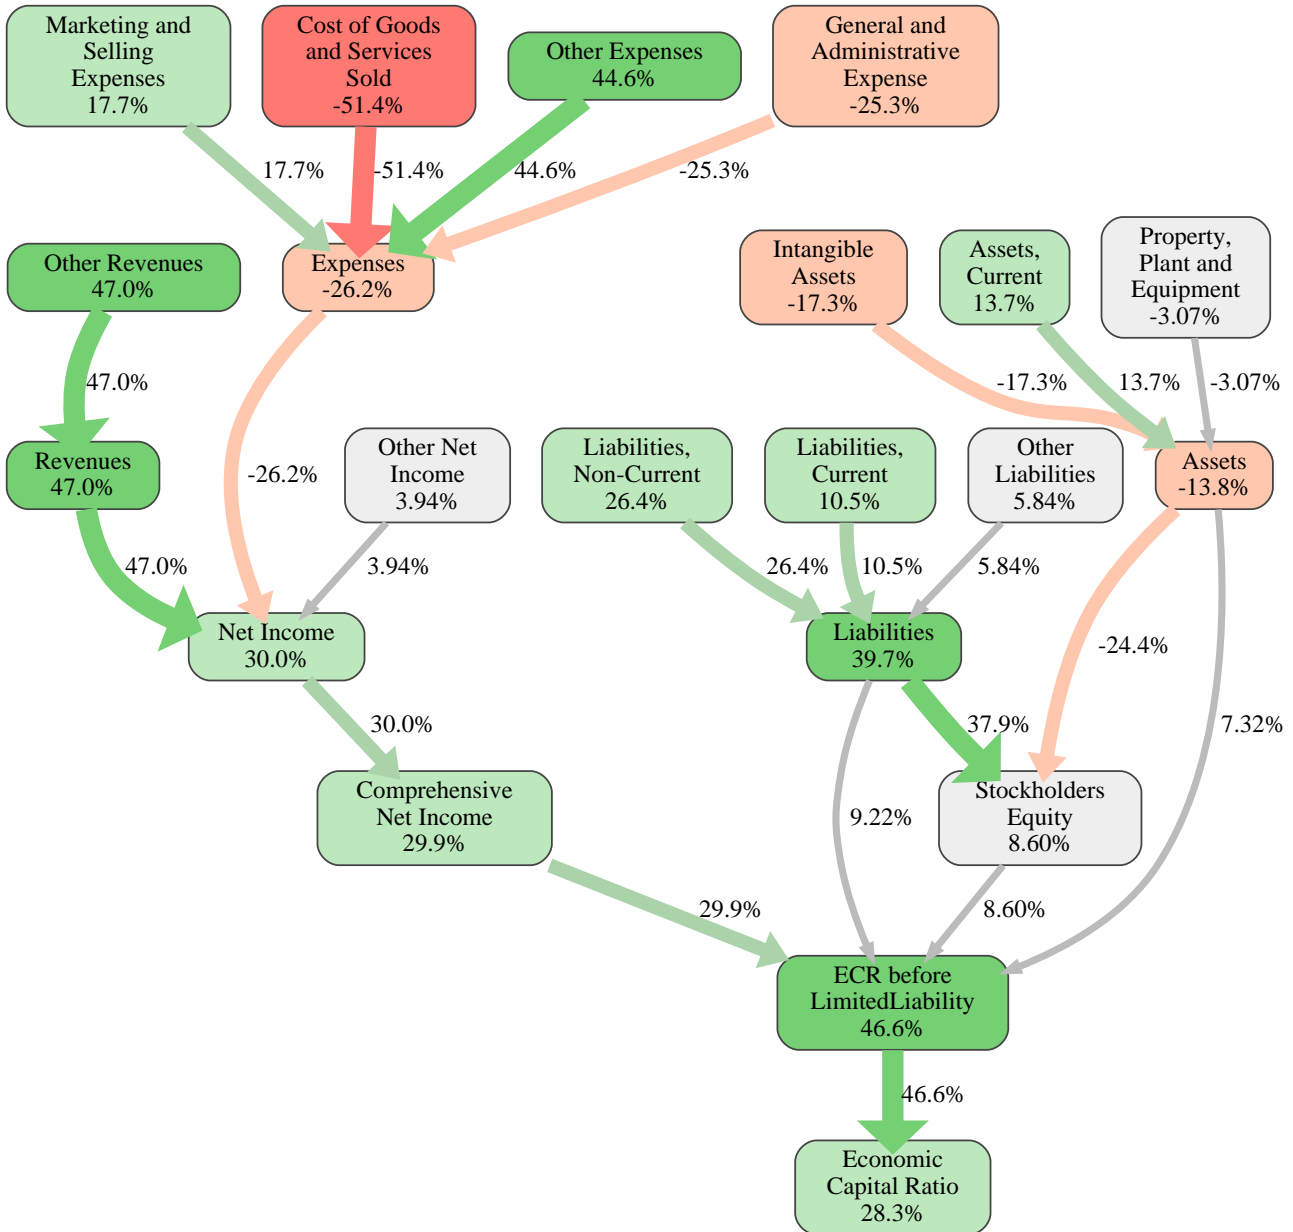 Marketing and
Selling
Expenses
17.7%
Cost of Goods
and Services
Sold
-51.4%
Other Expenses
44.6%
General and
Administrative
Expense
-25.3%
17.7%
-51.4%
44.6%
-25.3%
Other Revenues
47.0%
Expenses
-26.2%
Intangible
Assets
-17.3%
Assets,
Current
13.7%
Property,
Plant and
Equipment
-3.07%
47.0%
-17.3%
13.7%
-3.07%
Revenues
47.0%
-26.2%
Other Net
Income
3.94%
Liabilities,
Non-Current
26.4%
Liabilities,
Current
10.5%
Other
Liabilities
5.84%
Assets
-13.8%
47.0%
3.94%
26.4%
10.5%
5.84%
Net Income
30.0%
Liabilities
39.7%
-24.4%
30.0%
37.9%
7.32%
Comprehensive
Net Income
29.9%
9.22%
Stockholders
Equity
8.60%
29.9%
8.60%
ECR before
LimitedLiability
46.6%
46.6%
Economic
Capital Ratio
28.3%